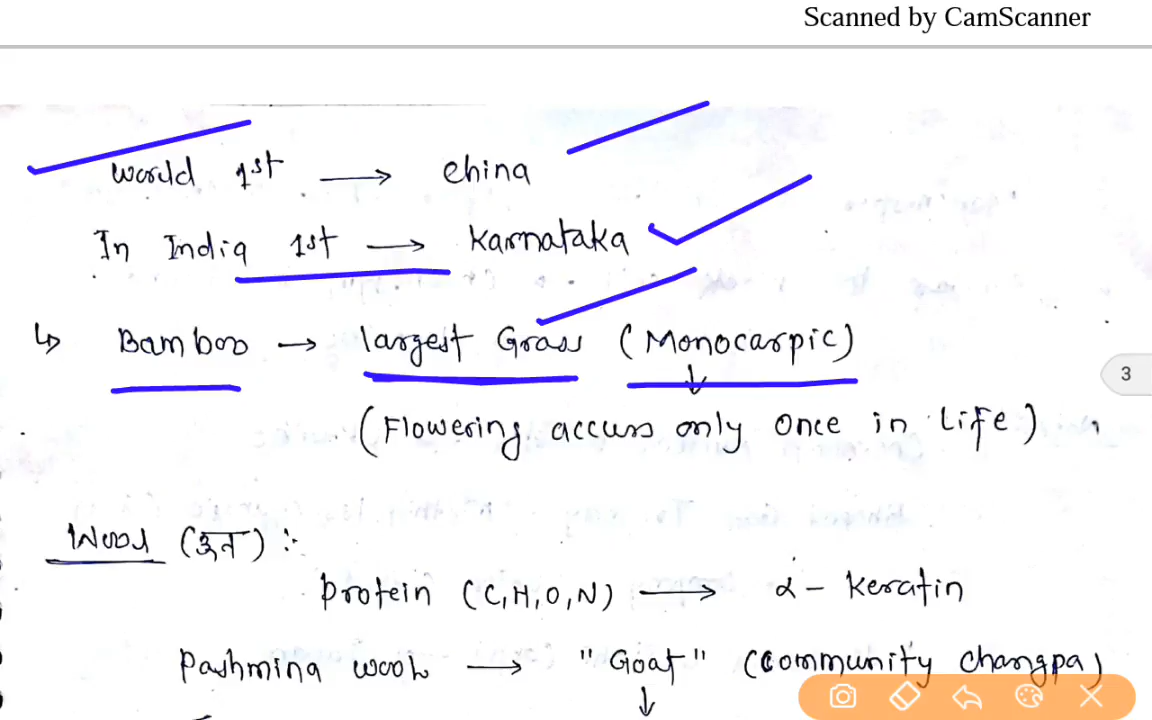 Scanned by CamScanner
World 1st → China
In India 1st → Karnataka
3
↳ Bamboo → largest Grass (Monocarpic)
↓
(Flowering accurs only once in life)
Wool (ऊन) :-
Protein (C,H,O,N) → α - Keratin
Pashmina wool → "Goat" (Community Changpa)
↓